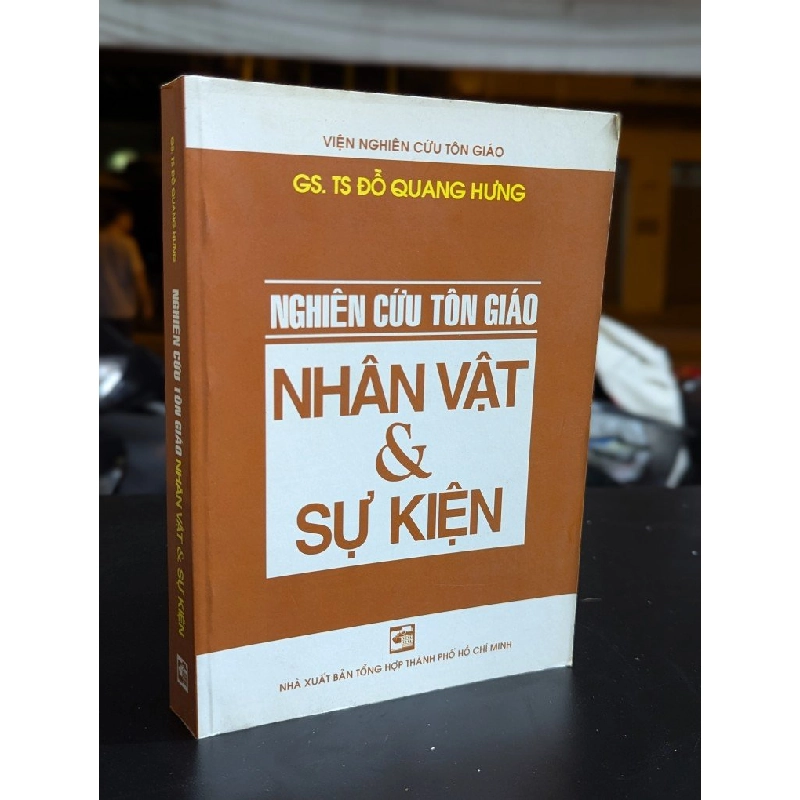 VIỆN NGHIÊN CỨU TÔN GIÁO
GS. TS ĐỖ QUANG HƯNG
NGHIÊN CỨU TÔN GIÁO
NHÂN VẬT
&
SỰ KIỆN
NHÀ XUẤT BẢN TỔNG HỢP THÀNH PHỐ HỒ CHÍ MINH
GS. TS ĐỖ QUANG HƯNG
NGHIÊN CỨU TÔN GIÁO NHÂN VẬT & SỰ KIỆN